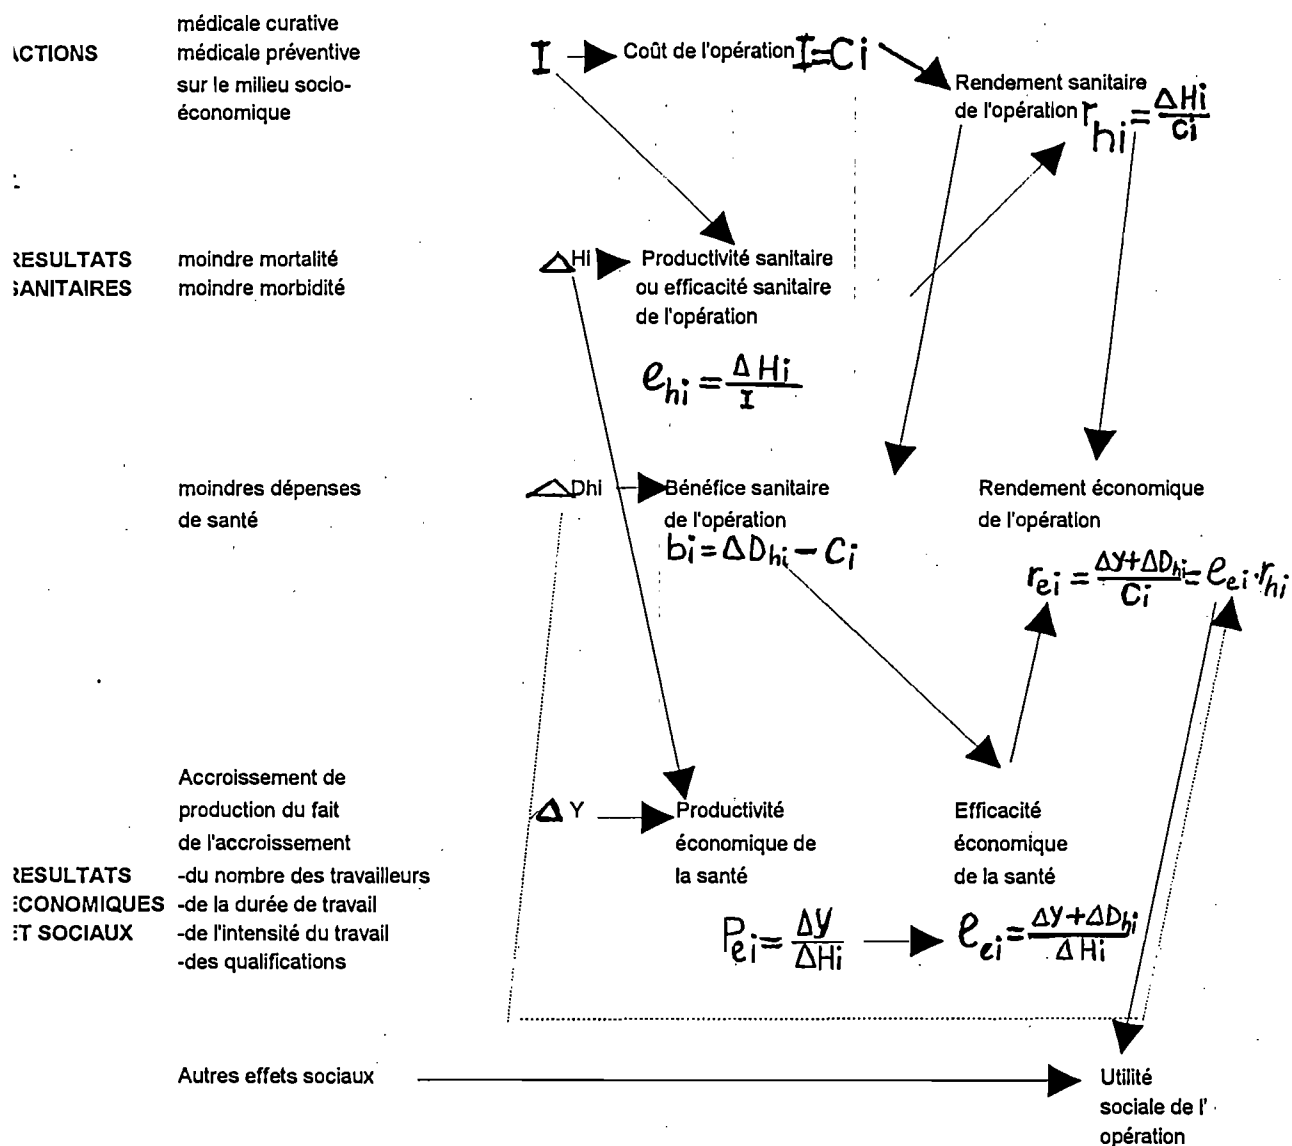 médicale curative
ACTIONS médicale préventive I Coût de l'opération I=Ci
sur le milieu socio-
économique
Rendement sanitaire
de l'opération r_hi = ΔHi/Ci
RESULTATS moindre mortalité ΔHi Productivité sanitaire
SANITAIRES moindre morbidité ou efficacité sanitaire
de l'opération
e_hi = ΔHi/I
moindres dépenses ΔDhi Bénéfice sanitaire Rendement économique
de santé de l'opération de l'opération
bi = ΔD_hi – Ci
r_ei = (ΔY+ΔD_hi)/Ci = e_ei · r_hi
Accroissement de
production du fait ΔY Productivité Efficacité
de l'accroissement économique de économique
RESULTATS -du nombre des travailleurs la santé de la santé
ECONOMIQUES -de la durée de travail
ET SOCIAUX -de l'intensité du travail P_ei = ΔY/ΔHi e_ei = (ΔY+ΔD_hi)/ΔHi
-des qualifications
Autres effets sociaux Utilité
sociale de l'
opération